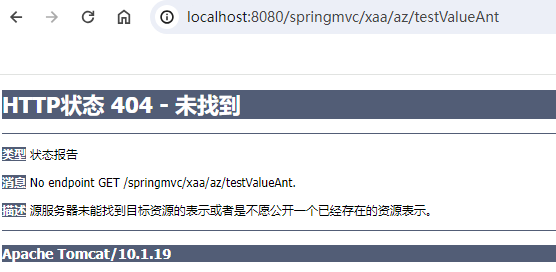 localhost:8080/springmvc/xaa/az/testValueAnt
HTTP状态 404 - 未找到
类型 状态报告
消息 No endpoint GET /springmvc/xaa/az/testValueAnt.
描述 源服务器未能找到目标资源的表示或者是不愿公开一个已经存在的资源表示。
Apache Tomcat/10.1.19